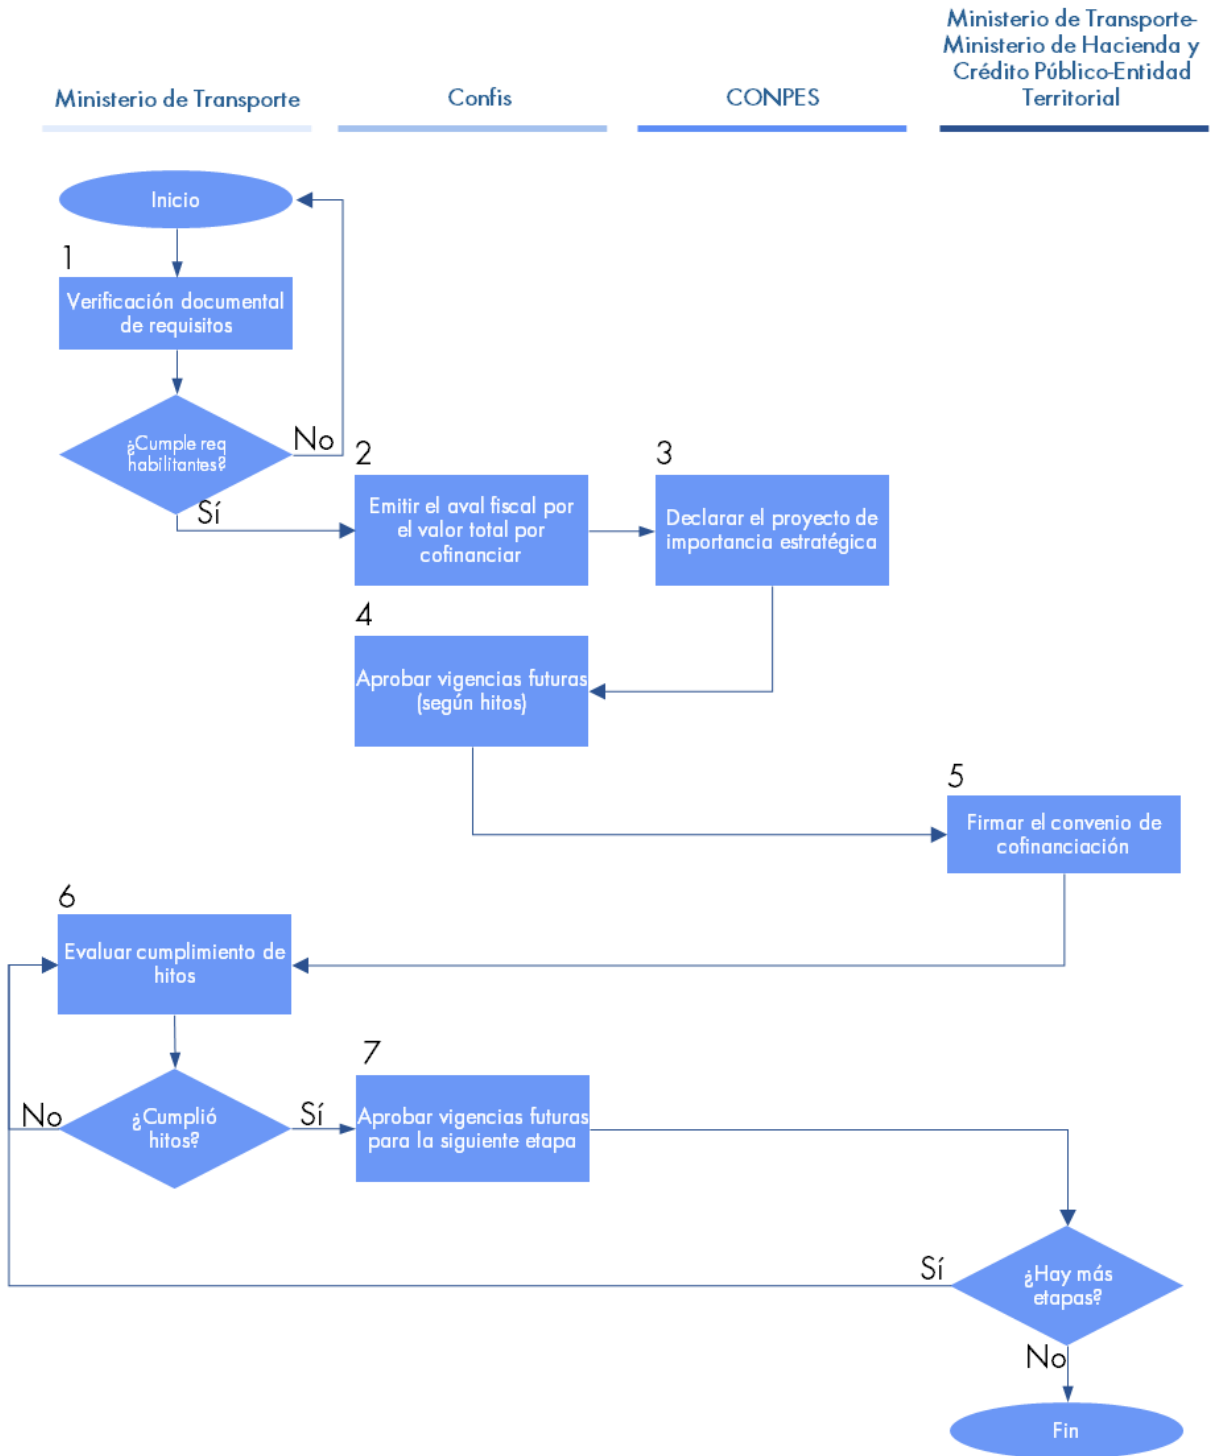 Ministerio de Transporte
Confis
CONPES
Ministerio de Transporte-
Ministerio de Hacienda y
Crédito Público-Entidad
Territorial
Inicio
1
Verificación documental
de requisitos
¿Cumple req
habilitantes?
No
Sí
2
Emitir el aval fiscal por
el valor total por
cofinanciar
3
Declarar el proyecto de
importancia estratégica
4
Aprobar vigencias futuras
(según hitos)
5
Firmar el convenio de
cofinanciación
6
Evaluar cumplimiento de
hitos
¿Cumplió
hitos?
No
Sí
7
Aprobar vigencias futuras
para la siguiente etapa
¿Hay más
etapas?
Sí
No
Fin